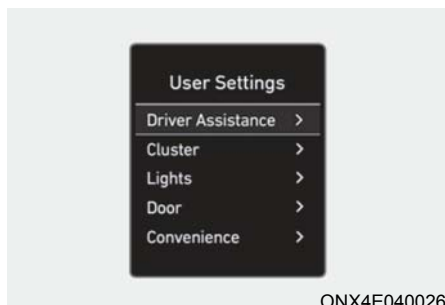 User Settings
Driver Assistance >
Cluster >
Lights >
Door >
Convenience >
ONX4E040026